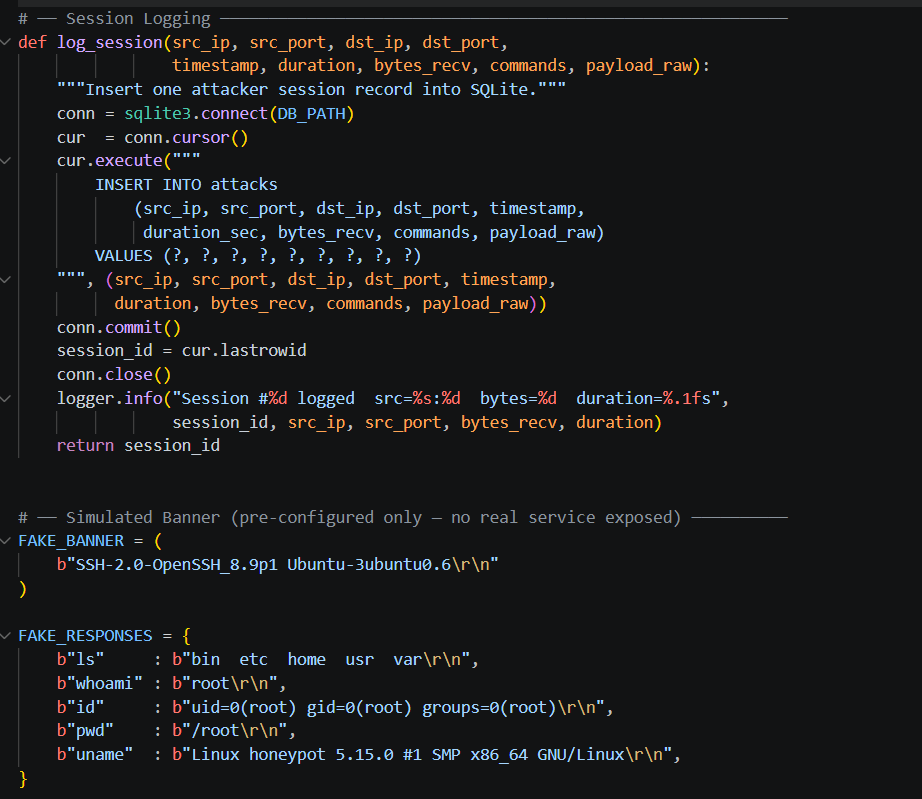 # —— Session Logging ————————————————————————————————————
def log_session(src_ip, src_port, dst_ip, dst_port,
                timestamp, duration, bytes_recv, commands, payload_raw):
    """Insert one attacker session record into SQLite."""
    conn = sqlite3.connect(DB_PATH)
    cur  = conn.cursor()
    cur.execute("""
        INSERT INTO attacks
            (src_ip, src_port, dst_ip, dst_port, timestamp,
             duration_sec, bytes_recv, commands, payload_raw)
        VALUES (?, ?, ?, ?, ?, ?, ?, ?, ?)
    """, (src_ip, src_port, dst_ip, dst_port, timestamp,
          duration, bytes_recv, commands, payload_raw))
    conn.commit()
    session_id = cur.lastrowid
    conn.close()
    logger.info("Session #%d logged  src=%s:%d  bytes=%d  duration=%.1fs",
                session_id, src_ip, src_port, bytes_recv, duration)
    return session_id
# —— Simulated Banner (pre-configured only — no real service exposed) ——————
FAKE_BANNER = (
    b"SSH-2.0-OpenSSH_8.9p1 Ubuntu-3ubuntu0.6\r\n"
)
FAKE_RESPONSES = {
    b"ls"     : b"bin  etc  home  usr  var\r\n",
    b"whoami" : b"root\r\n",
    b"id"     : b"uid=0(root) gid=0(root) groups=0(root)\r\n",
    b"pwd"    : b"/root\r\n",
    b"uname"  : b"Linux honeypot 5.15.0 #1 SMP x86_64 GNU/Linux\r\n",
}